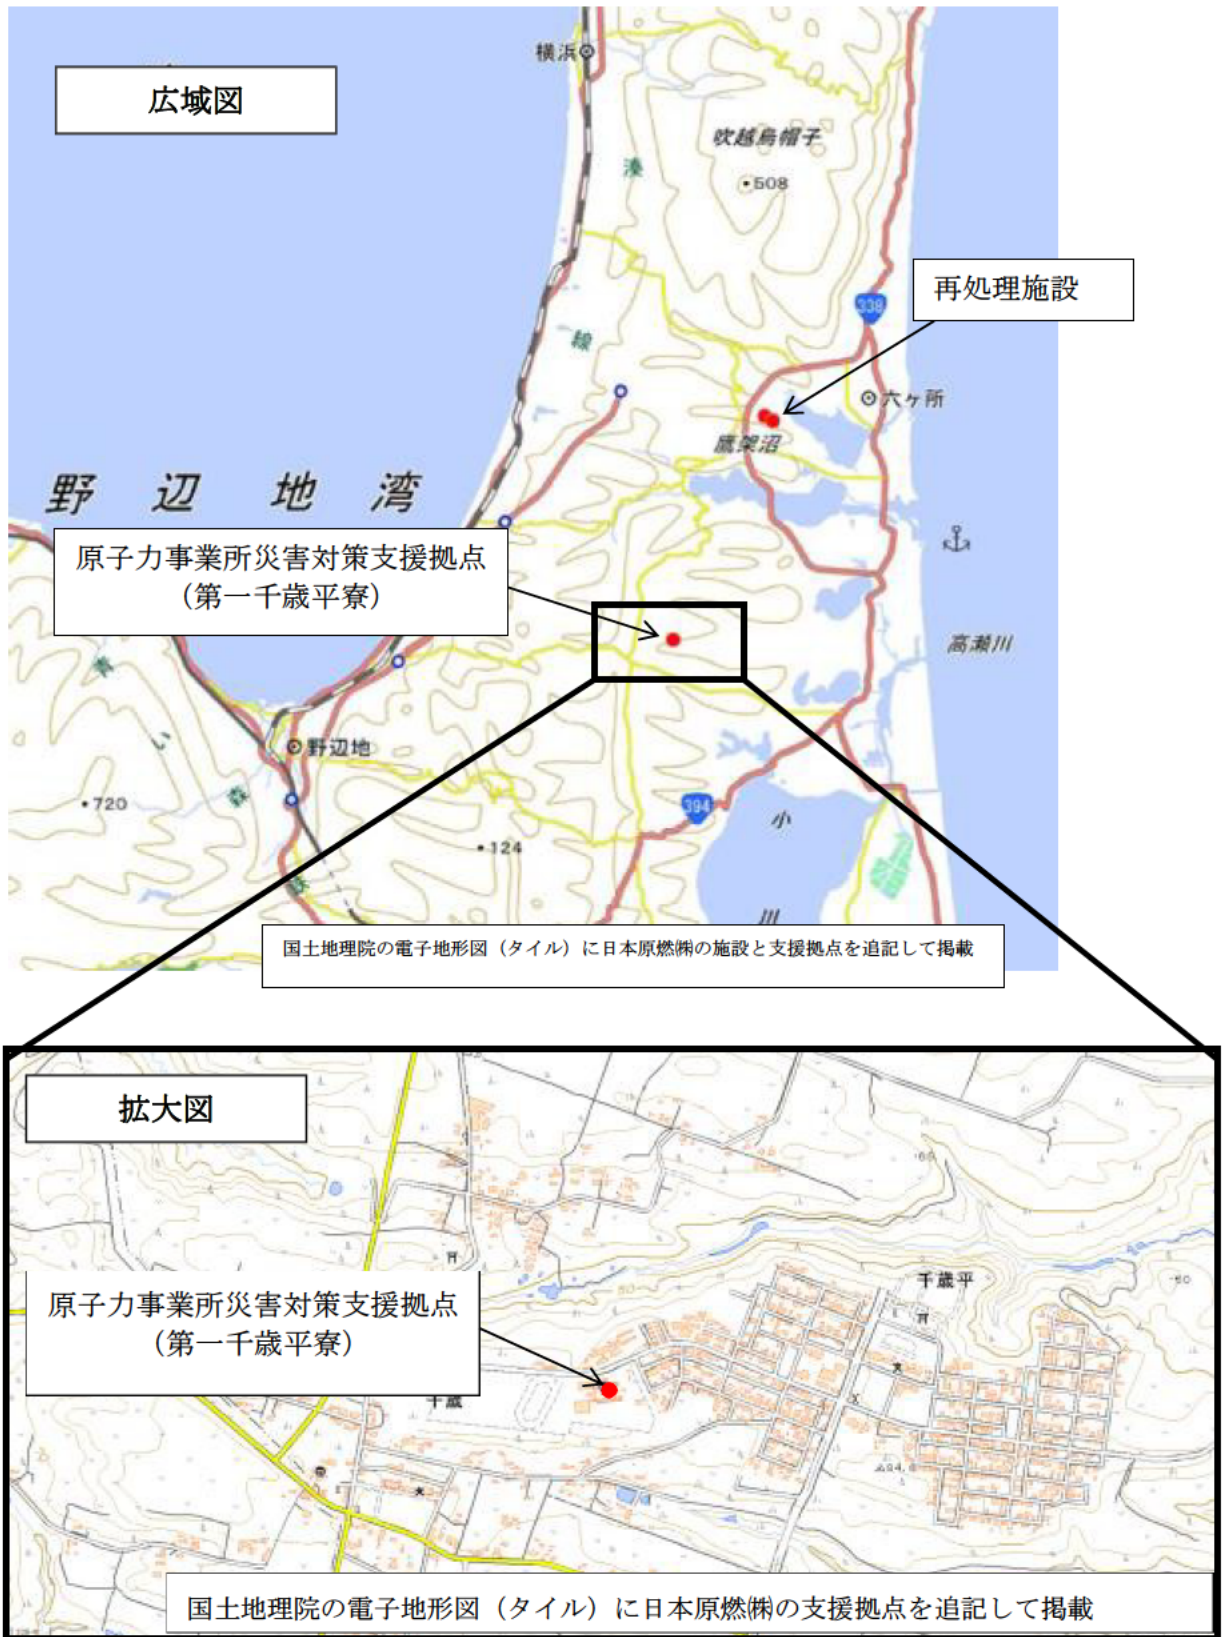 横浜
広域図
吹越烏帽子
湊
508
再処理施設
338
線
六ヶ所
鷹架沼
野辺地湾
原子力事業所災害対策支援拠点
（第一千歳平寮）
高瀬川
青
い
野辺地
森
720
394
小
124
鉄
川
国土地理院の電子地形図（タイル）に日本原燃㈱の施設と支援拠点を追記して掲載
拡大図
千歳平
60
原子力事業所災害対策支援拠点
（第一千歳平寮）
千歳
国土地理院の電子地形図（タイル）に日本原燃㈱の支援拠点を追記して掲載